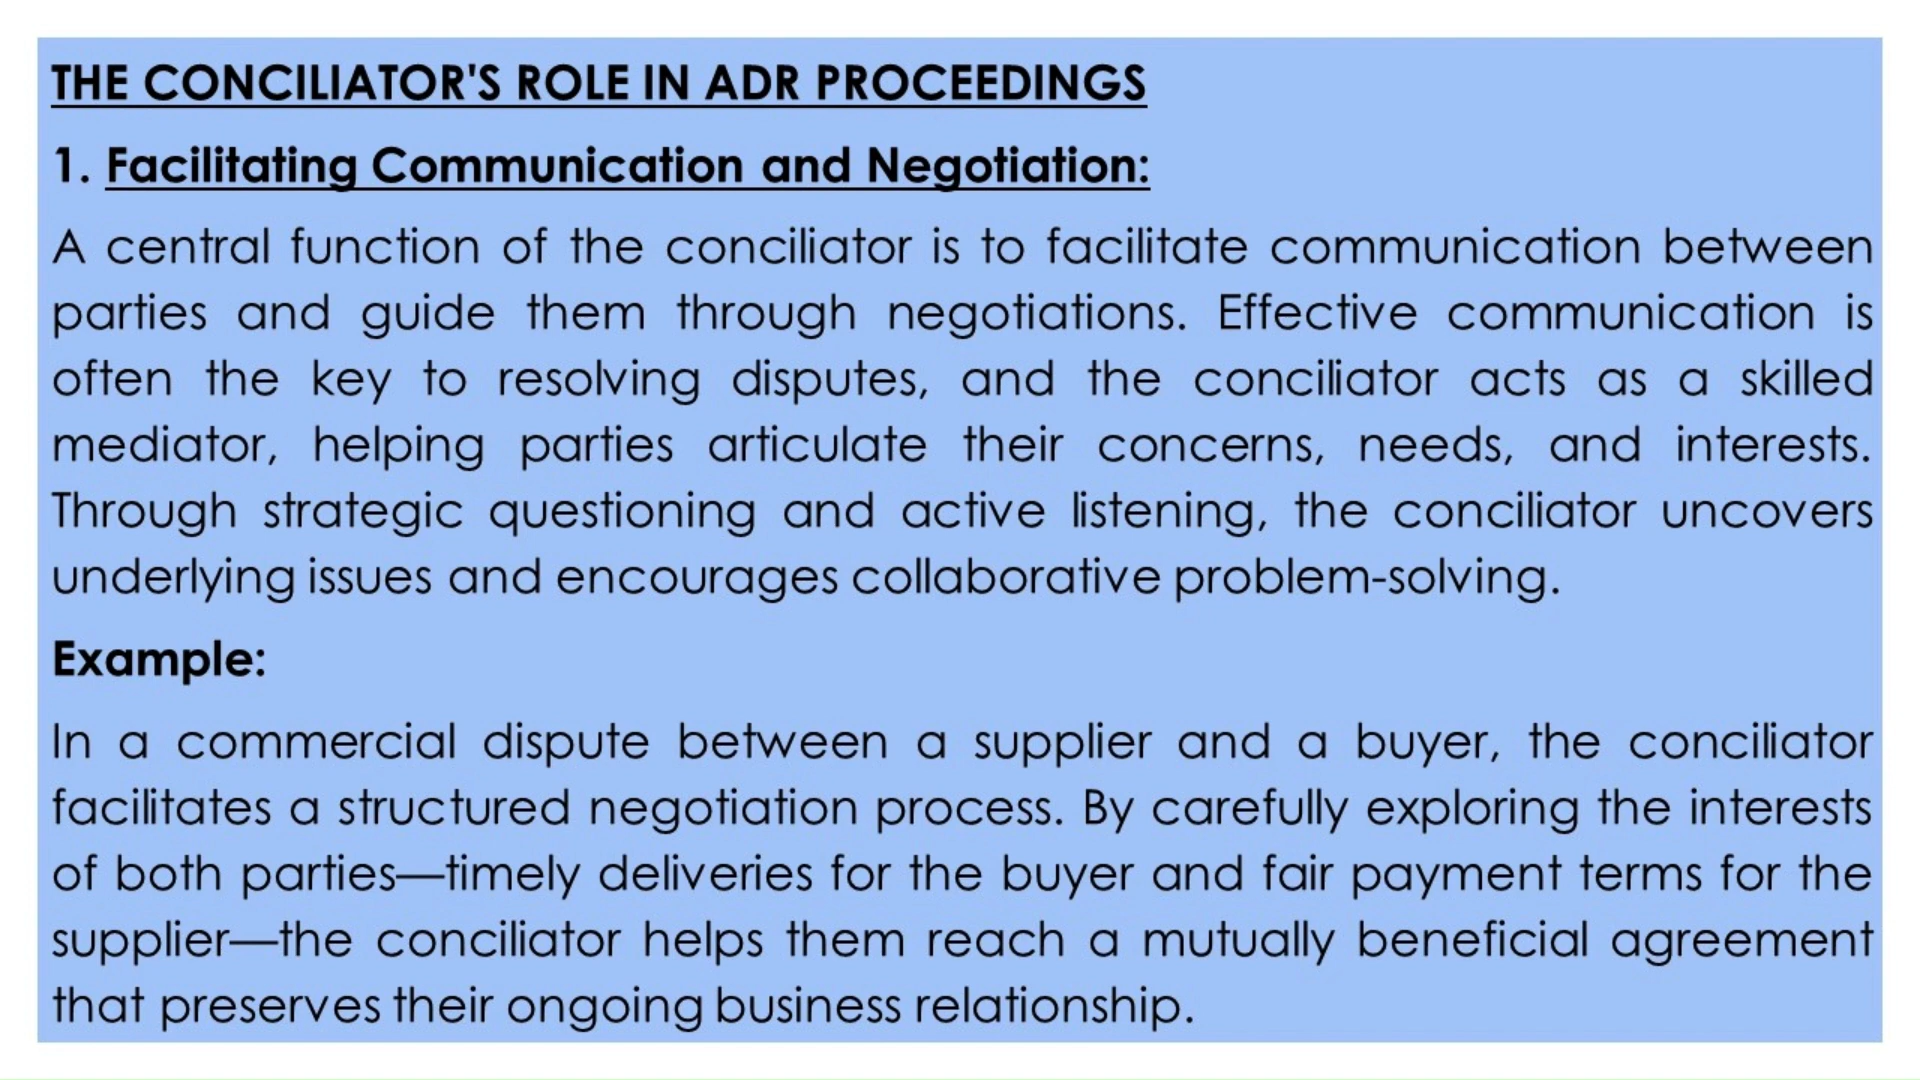 THE CONCILIATOR'S ROLE IN ADR PROCEEDINGS
1. Facilitating Communication and Negotiation:
A central function of the conciliator is to facilitate communication between
parties and guide them through negotiations. Effective communication is
often the key to resolving disputes, and the conciliator acts as a skilled
mediator, helping parties articulate their concerns, needs, and interests.
Through strategic questioning and active listening, the conciliator uncovers
underlying issues and encourages collaborative problem-solving.
Example:
In a commercial dispute between a supplier and a buyer, the conciliator
facilitates a structured negotiation process. By carefully exploring the interests
of both parties—timely deliveries for the buyer and fair payment terms for the
supplier—the conciliator helps them reach a mutually beneficial agreement
that preserves their ongoing business relationship.